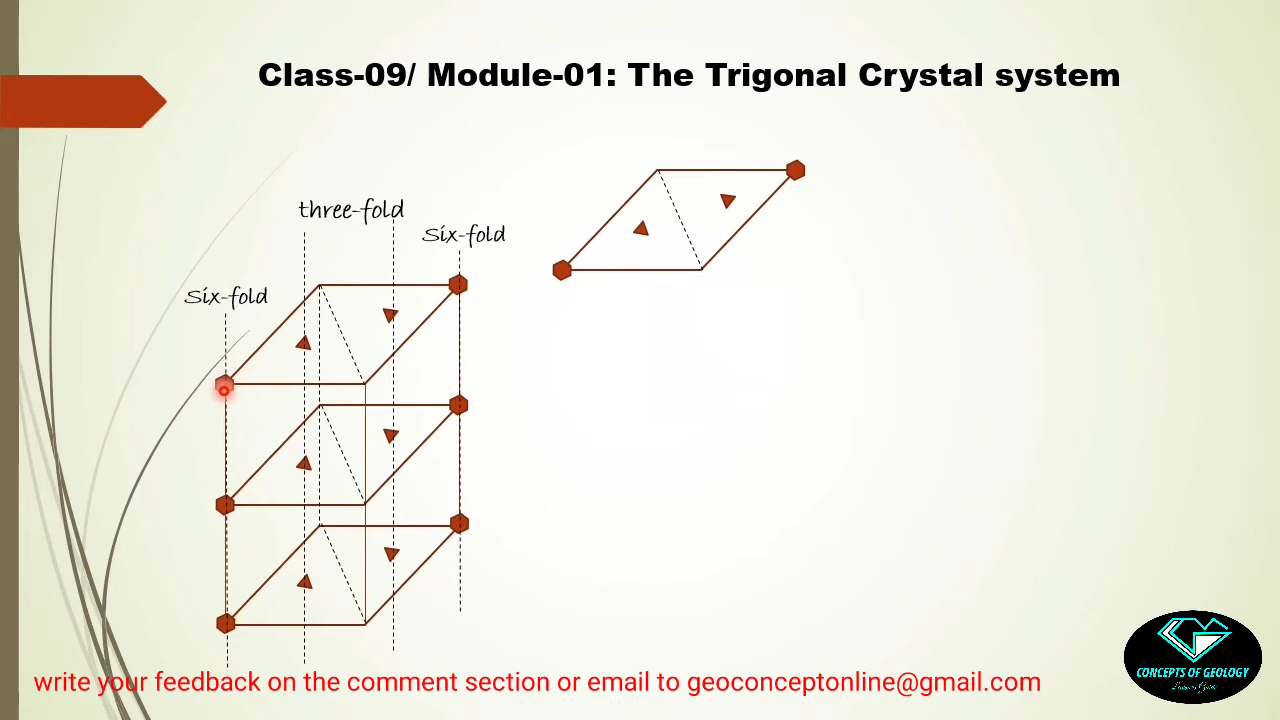 Class-09/ Module-01: The Trigonal Crystal system
three-fold
Six-fold
Six-fold
write your feedback on the comment section or email to geoconceptonline@gmail.com
CONCEPTS OF GEOLOGY